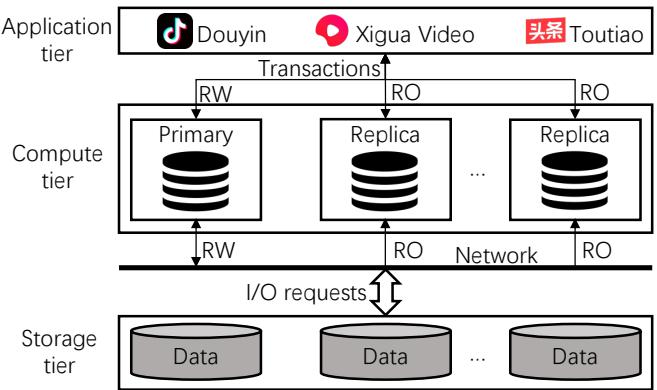 Application
tier
Douyin
Xigua Video
头条 Toutiao
Transactions
RW
RO
RO
Compute
tier
Primary
Replica
...
Replica
RW
RO
Network
RO
I/O requests
Storage
tier
Data
Data
...
Data